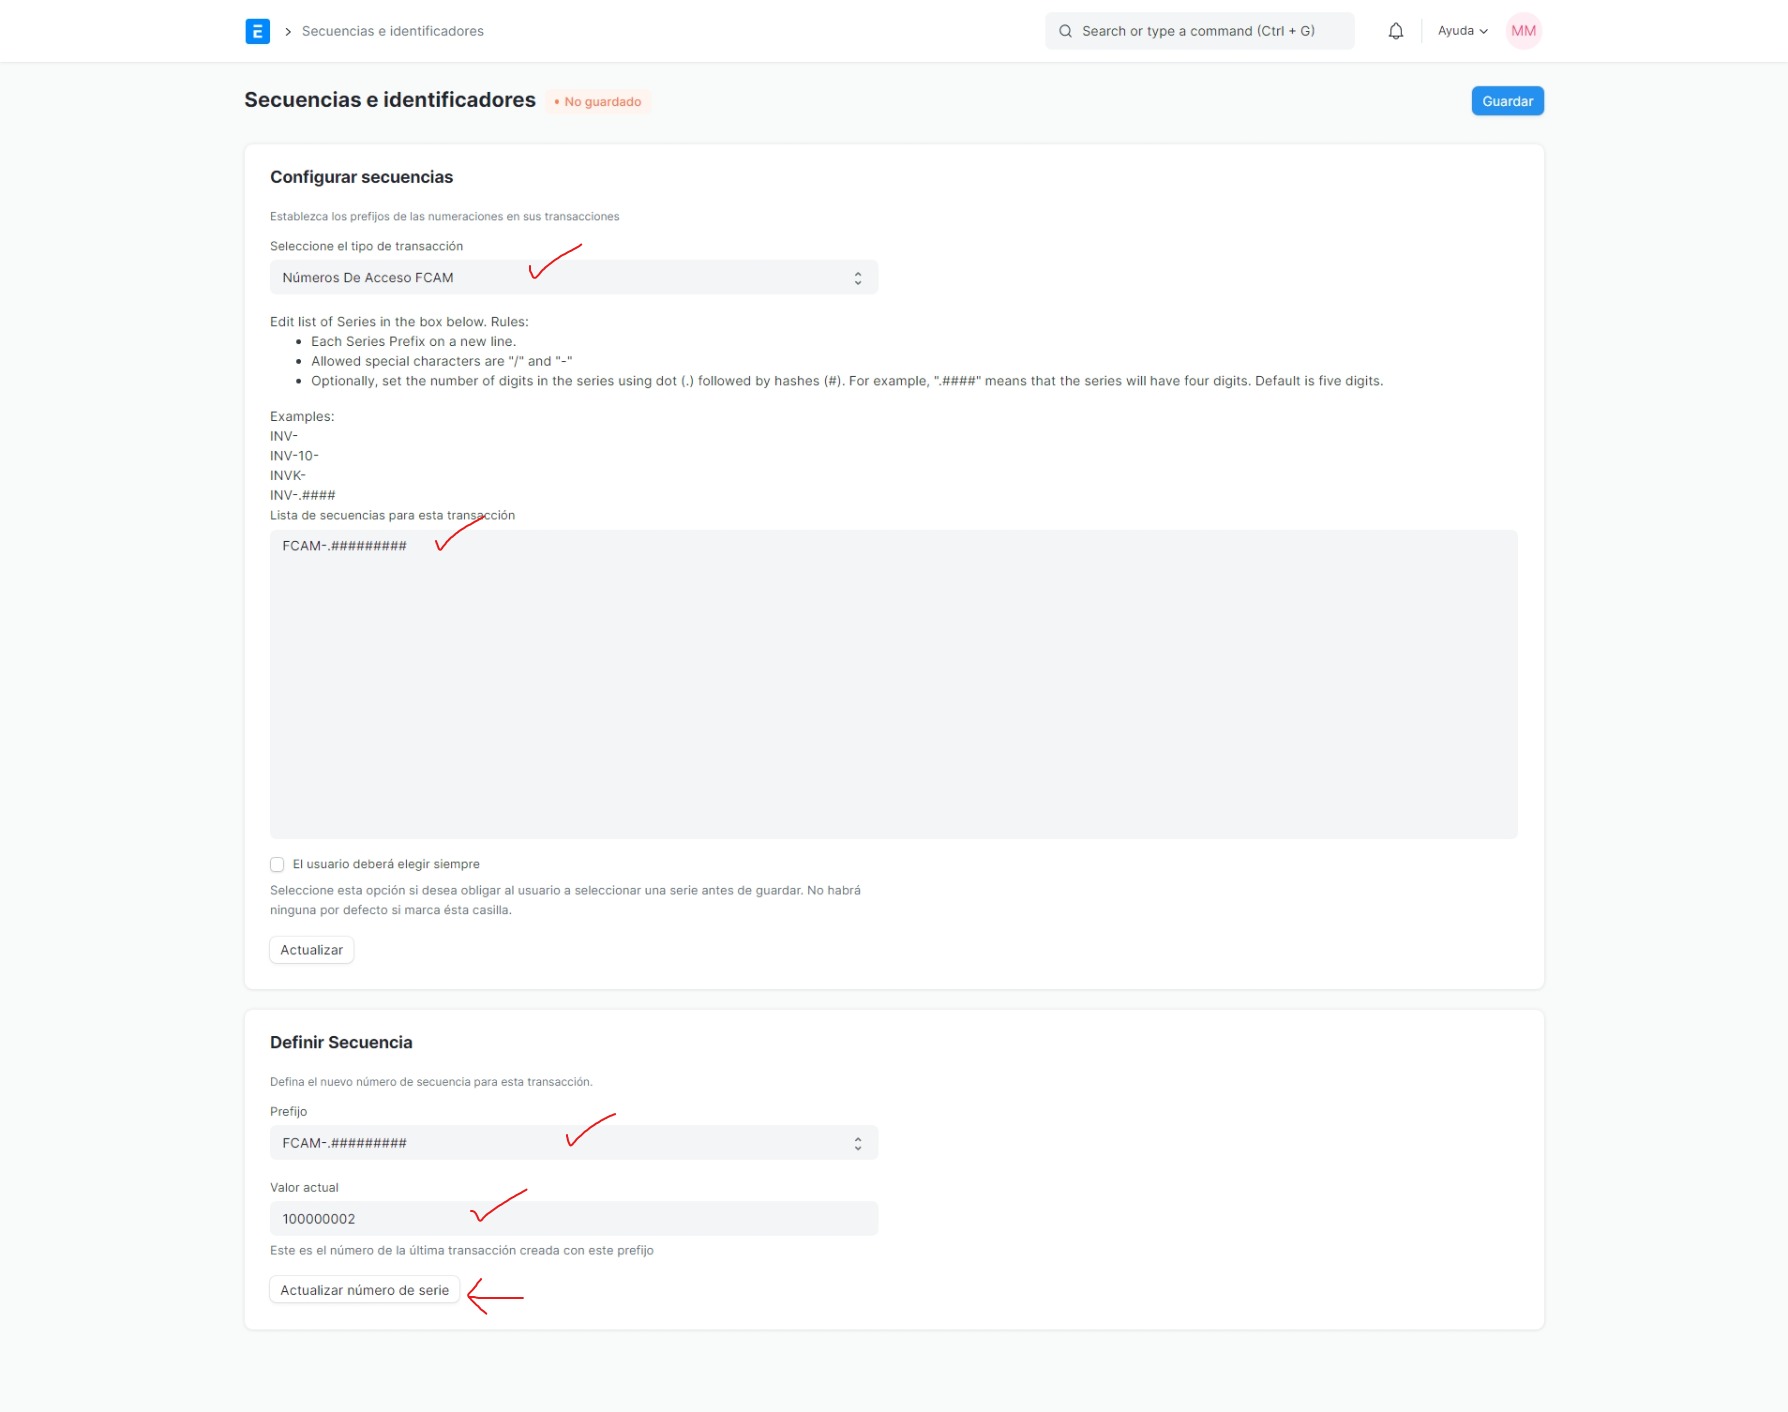 Secuencias e identificadores
Search or type a command (Ctrl + G)
Ayuda
MM
Secuencias e identificadores
• No guardado
Guardar
Configurar secuencias
Establezca los prefijos de las numeraciones en sus transacciones
Seleccione el tipo de transacción
Números De Acceso FCAM
Edit list of Series in the box below. Rules:
• Each Series Prefix on a new line.
• Allowed special characters are "/" and "-"
• Optionally, set the number of digits in the series using dot (.) followed by hashes (#). For example, ".####" means that the series will have four digits. Default is five digits.
Examples:
INV-
INV-10-
INVK-
INV-.####
Lista de secuencias para esta transacción
FCAM-.#########
El usuario deberá elegir siempre
Seleccione esta opción si desea obligar al usuario a seleccionar una serie antes de guardar. No habrá
ninguna por defecto si marca ésta casilla.
Actualizar
Definir Secuencia
Defina el nuevo número de secuencia para esta transacción.
Prefijo
FCAM-.#########
Valor actual
100000002
Este es el número de la última transacción creada con este prefijo
Actualizar número de serie